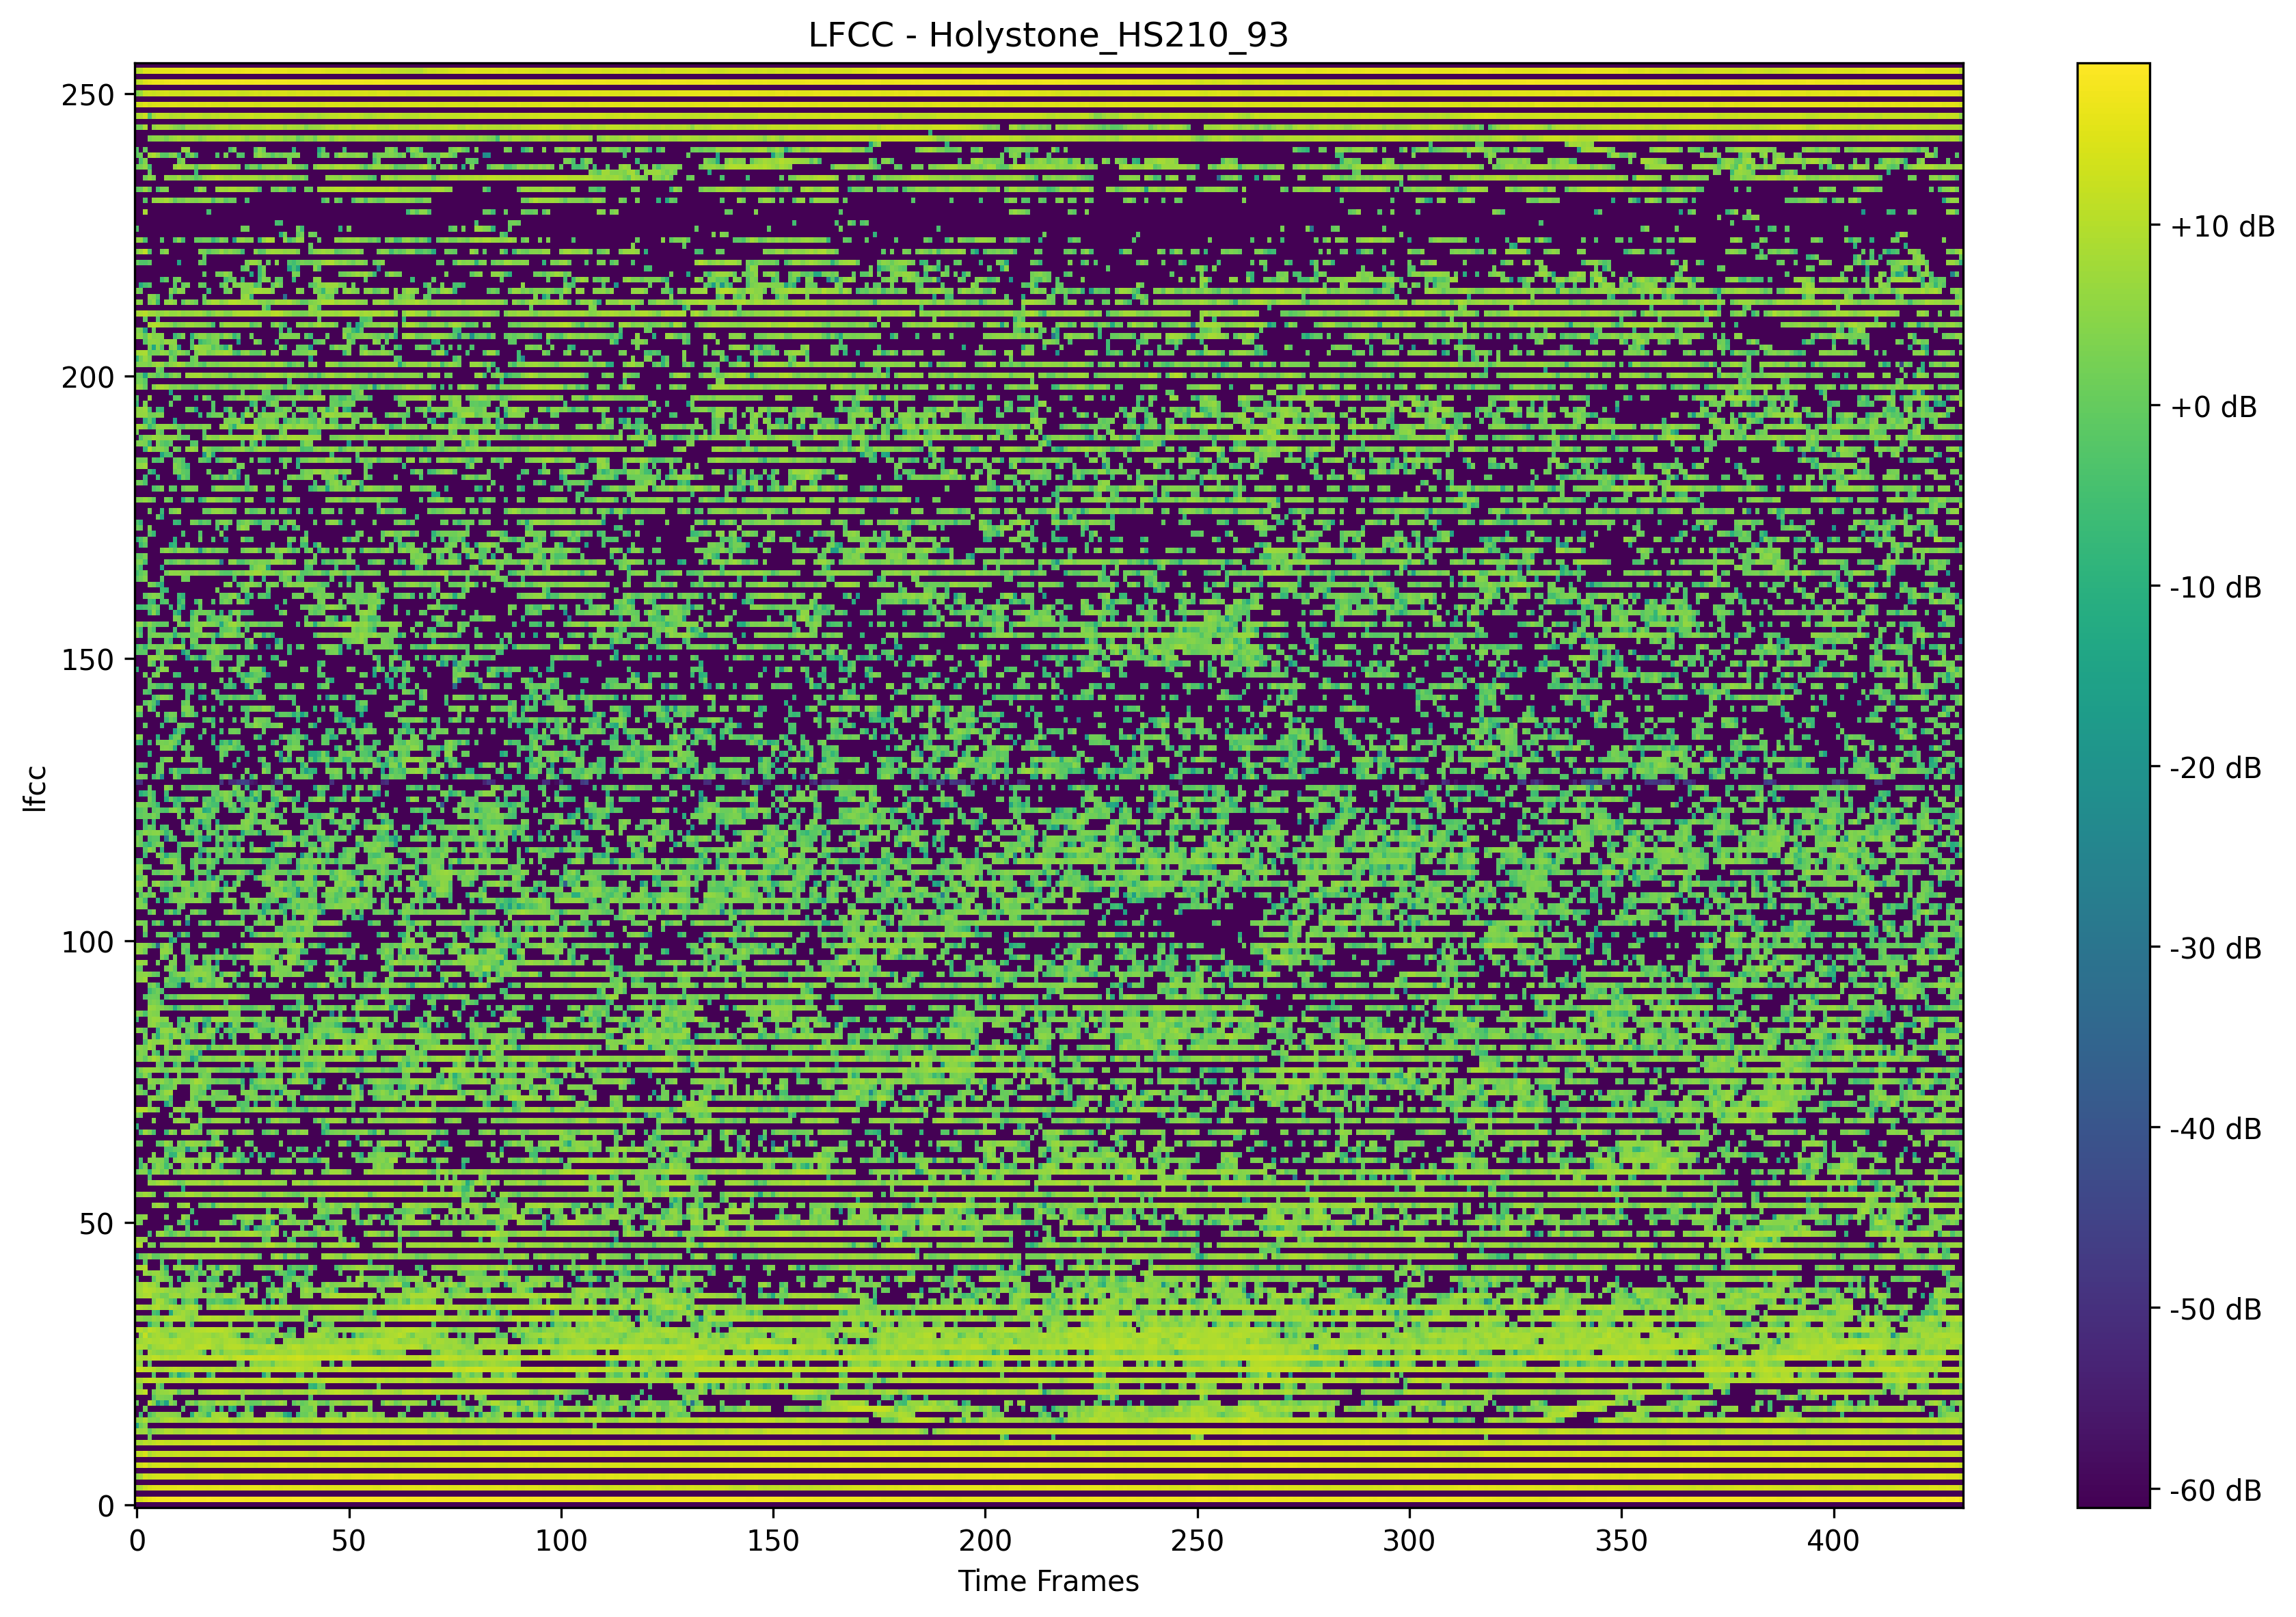 LFCC - Holystone_HS210_93
250
200
150
100
50
0
lfcc
0 50 100 150 200 250 300 350 400
Time Frames
+10 dB
+0 dB
-10 dB
-20 dB
-30 dB
-40 dB
-50 dB
-60 dB